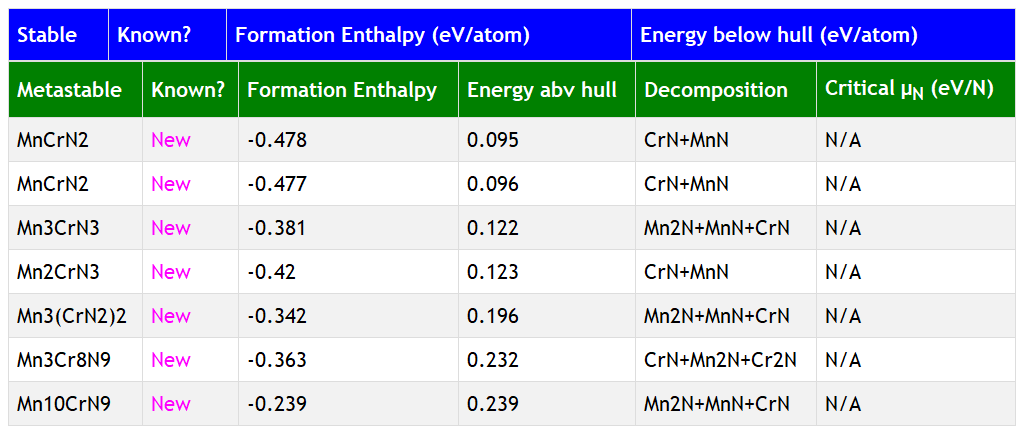 Stable Known? Formation Enthalpy (eV/atom) Energy below hull (eV/atom)
Metastable Known? Formation Enthalpy Energy abv hull Decomposition Critical μN (eV/N)
MnCrN2 New -0.478 0.095 CrN+MnN N/A
MnCrN2 New -0.477 0.096 CrN+MnN N/A
Mn3CrN3 New -0.381 0.122 Mn2N+MnN+CrN N/A
Mn2CrN3 New -0.42 0.123 CrN+MnN N/A
Mn3(CrN2)2 New -0.342 0.196 Mn2N+MnN+CrN N/A
Mn3Cr8N9 New -0.363 0.232 CrN+Mn2N+Cr2N N/A
Mn10CrN9 New -0.239 0.239 Mn2N+MnN+CrN N/A